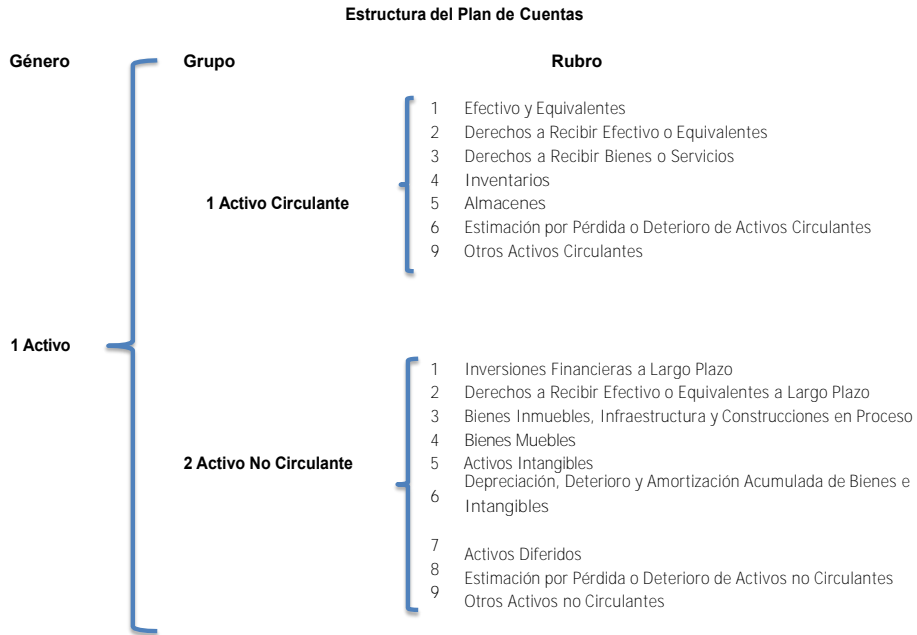 Estructura del Plan de Cuentas
Género Grupo Rubro
1 Efectivo y Equivalentes
2 Derechos a Recibir Efectivo o Equivalentes
3 Derechos a Recibir Bienes o Servicios
4 Inventarios
1 Activo Circulante
5 Almacenes
6 Estimación por Pérdida o Deterioro de Activos Circulantes
9 Otros Activos Circulantes
1 Activo
1 Inversiones Financieras a Largo Plazo
2 Derechos a Recibir Efectivo o Equivalentes a Largo Plazo
3 Bienes Inmuebles, Infraestructura y Construcciones en Proceso
4 Bienes Muebles
2 Activo No Circulante
5 Activos Intangibles
6 Depreciación, Deterioro y Amortización Acumulada de Bienes e
Intangibles
7 Activos Diferidos
8 Estimación por Pérdida o Deterioro de Activos no Circulantes
9 Otros Activos no Circulantes